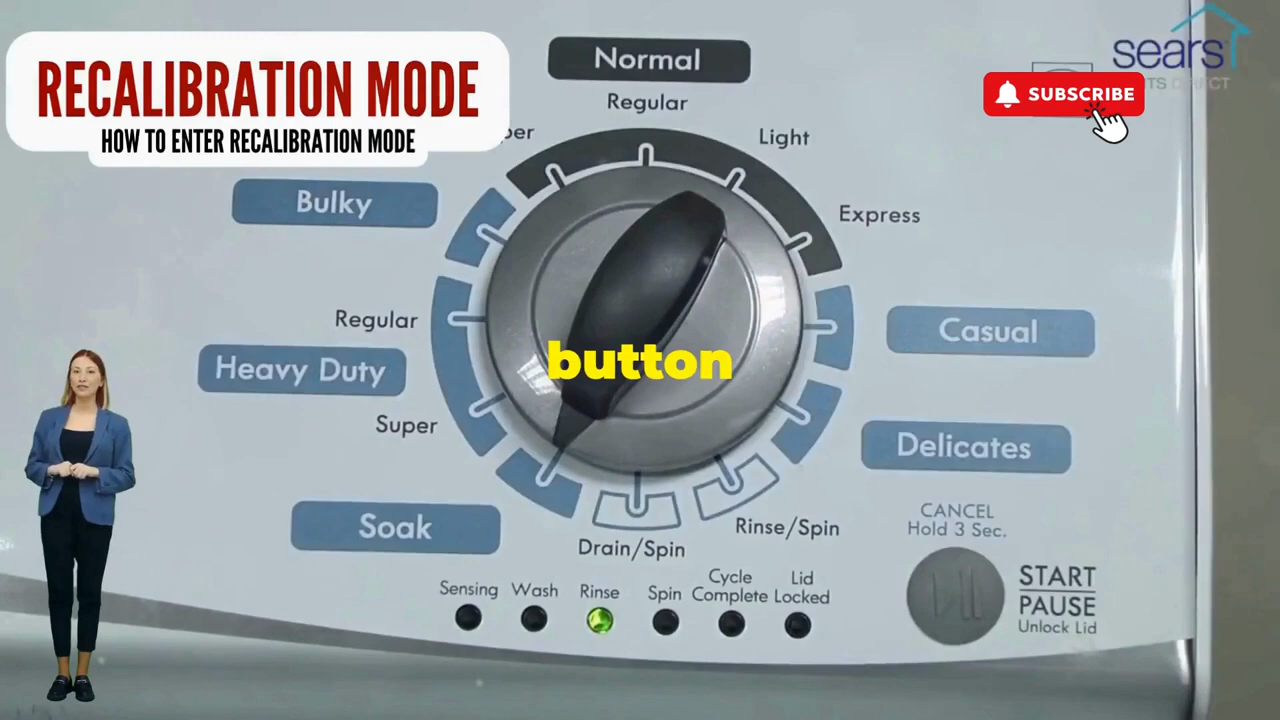 RECALIBRATION MODE
HOW TO ENTER RECALIBRATION MODE
sears
DIRECT
SUBSCRIBE
Normal
Regular
Light
Express
Bulky
Casual
Regular
Heavy Duty
Super
button
Delicates
Soak
Rinse/Spin
Drain/Spin
CANCEL
Hold 3 Sec.
Sensing
Wash
Rinse
Spin
Cycle
Complete
Lid
Locked
START
PAUSE
Unlock Lid